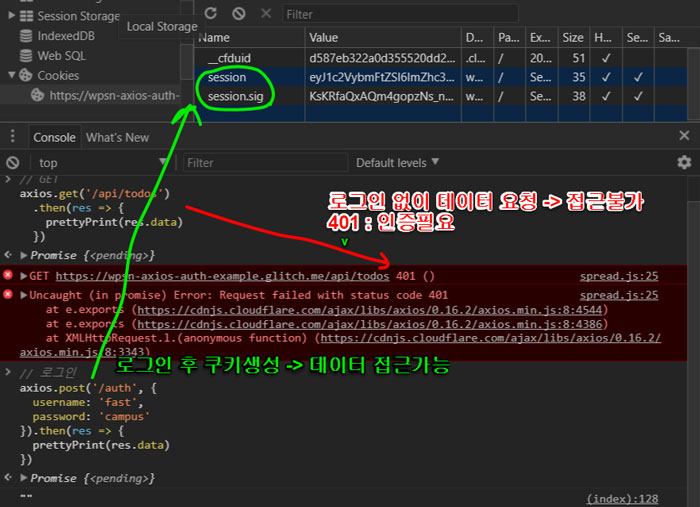 Session Storage
IndexedDB
Web SQL
Cookies
https://wpsn-axios-auth-
Local Storage
Filter
Name Value D... Pa... Ex... Size H... Se... Sa...
__cfduid d587eb322a0d355520dd2... .cl... / 20... 51 ✓
session eyJ1c2VybmFtZSI6ImZhc3... w... / Se... 35 ✓ ✓
session.sig KsKRfaQxAQm4gopzNs_n... w... / Se... 38 ✓ ✓
Console What's New
top Filter Default levels
// GET
axios.get('/api/todos')
.then(res => {
prettyPrint(res.data)
})
로그인 없이 데이터 요청 -> 접근불가
401 : 인증필요
v
Promise {<pending>}
GET https://wpsn-axios-auth-example.glitch.me/api/todos 401 () spread.js:25
Uncaught (in promise) Error: Request failed with status code 401 spread.js:25
at e.exports (https://cdnjs.cloudflare.com/ajax/libs/axios/0.16.2/axios.min.js:8:4544)
at e.exports (https://cdnjs.cloudflare.com/ajax/libs/axios/0.16.2/axios.min.js:8:4386)
at XMLHttpRequest.l.(anonymous function) (https://cdnjs.cloudflare.com/ajax/libs/axios/0.16.2/
axios.min.js:8:3343)
로그인 후 쿠키생성 -> 데이터 접근가능
// 로그인
axios.post('/auth', {
username: 'fast',
password: 'campus'
}).then(res => {
prettyPrint(res.data)
})
Promise {<pending>}
"" (index):128